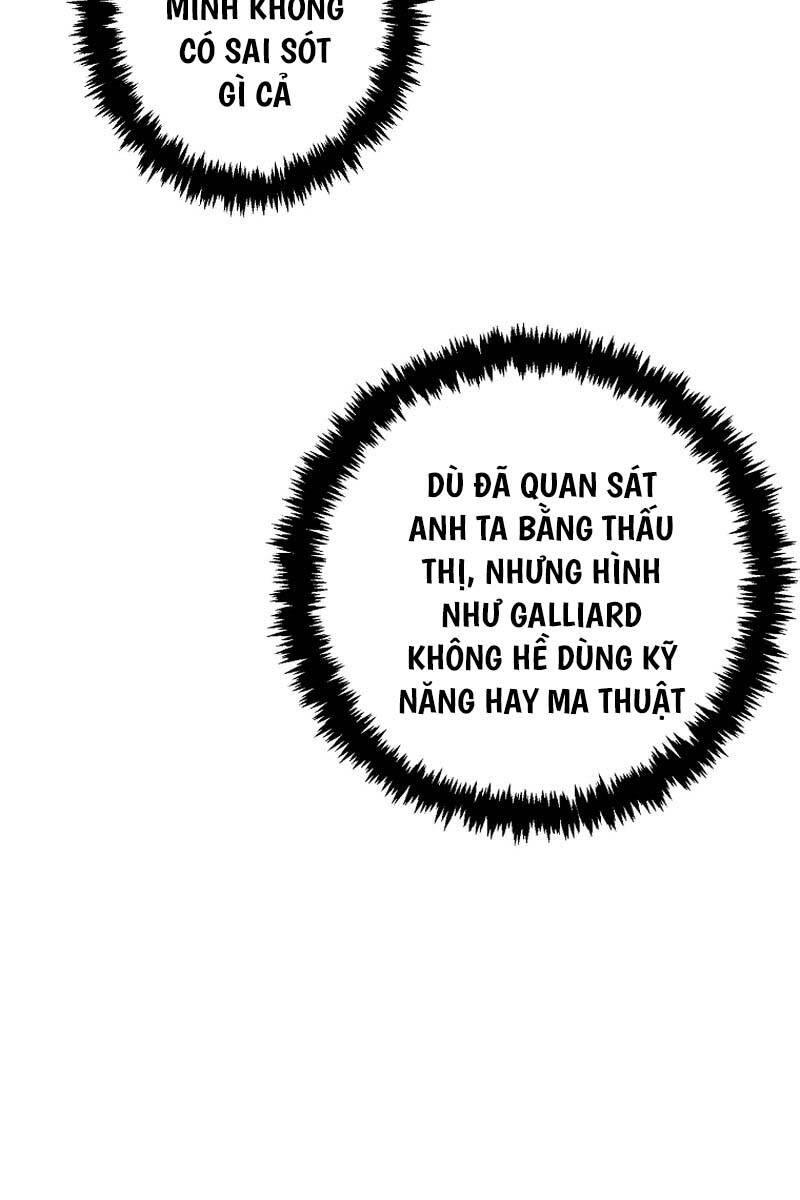 MÌNH KHÔNG
CÓ SAI SÓT
GÌ CẢ
DÙ ĐÃ QUAN SÁT
ANH TA BẰNG THẤU
THỊ, NHƯNG HÌNH
NHƯ GALLIARD
KHÔNG HỀ DÙNG KỸ
NĂNG HAY MA THUẬT